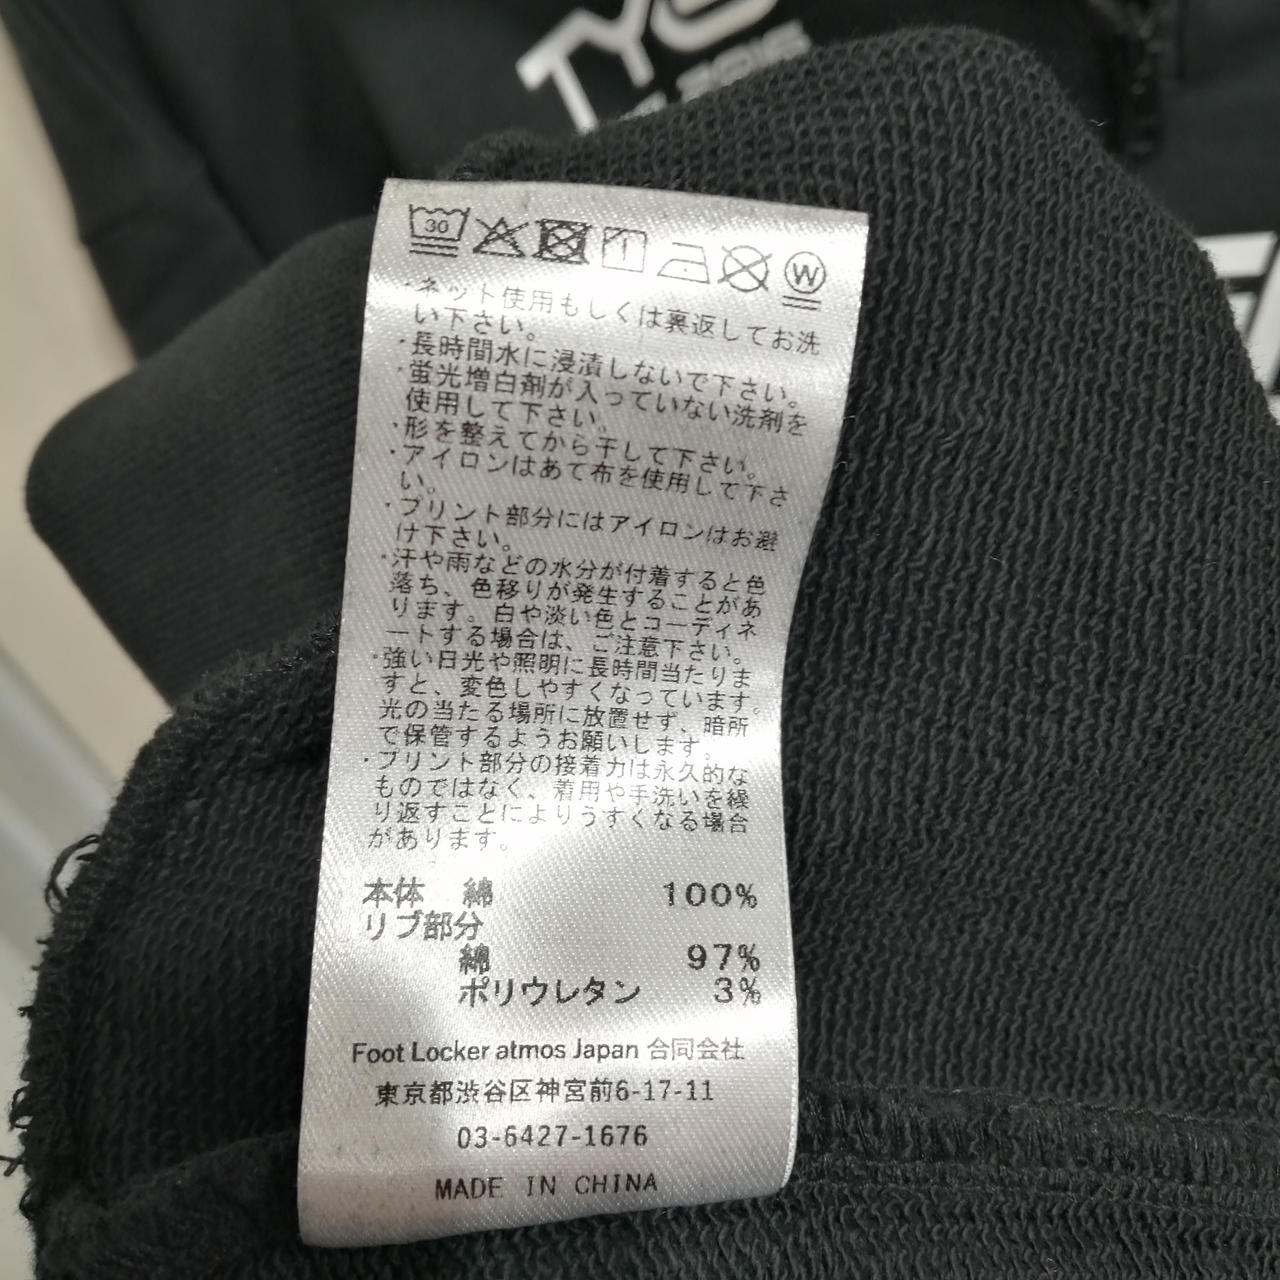 TYS
30
W
・ネット使用もしくは裏返してお洗
い下さい。
・長時間水に浸漬しないで下さい。
・蛍光増白剤が入っていない洗剤を
使用して下さい。
・形を整えてから干して下さい。
・アイロンはあて布を使用して下さ
い。
・プリント部分にはアイロンはお避
け下さい。
・汗や雨などの水分が付着すると色
落ち、色移りが発生することがあ
ります。白や淡い色とコーディネ
ートする場合は、ご注意下さい。
・強い日光や照明に長時間当たりま
すと、変色しやすくなっています。
光の当たる場所に放置せず、暗所
で保管するようお願いします。
・プリント部分の接着力は永久的な
ものではなく、着用や手洗いを繰
り返すことによりうすくなる場合
があります。
本体 綿 100%
リブ部分
綿 97%
ポリウレタン 3%
Foot Locker atmos Japan 合同会社
東京都渋谷区神宮前6-17-11
03-6427-1676
MADE IN CHINA